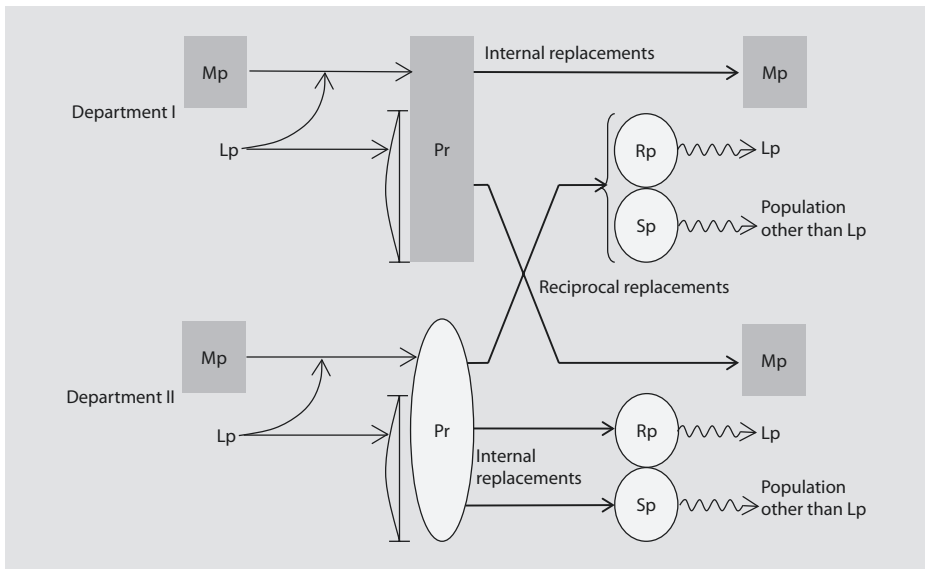 Internal replacements
Mp
Mp
Department I
Lp
Pr
Rp
Lp
Sp
Population
other than Lp
Reciprocal replacements
Mp
Mp
Department II
Lp
Pr
Rp
Lp
Internal
replacements
Sp
Population
other than Lp